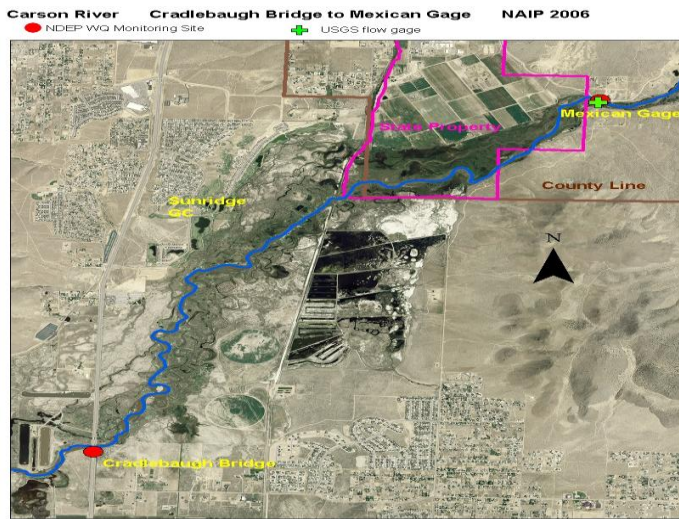 Carson River Cradlebaugh Bridge to Mexican Gage NAIP 2006
NDEP WQ Monitoring Site USGS flow gage
Mexican Gage
State Property
County Line
Sunridge
GC
N
Cradlebaugh Bridge